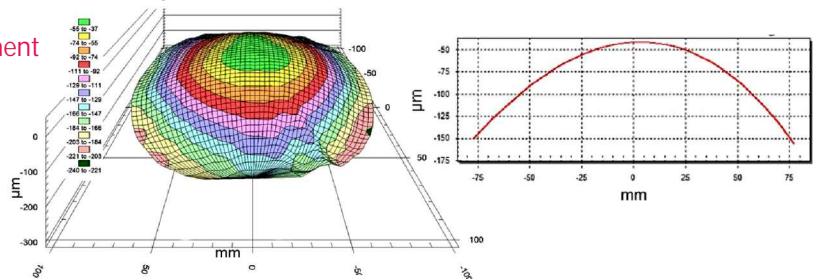 nent
-55 to -37
-74 to -55
-92 to -74
-111 to -92
-129 to -111
-147 to -129
-166 to -147
-184 to -166
-203 to -184
-221 to -203
-240 to -221
0
-100
-200
-300
µm
100
50
0
-50
-100
mm
-100
-50
0
50
100
-50
-75
-100
-125
-150
-175
µm
-75
-50
-25
0
25
50
75
mm